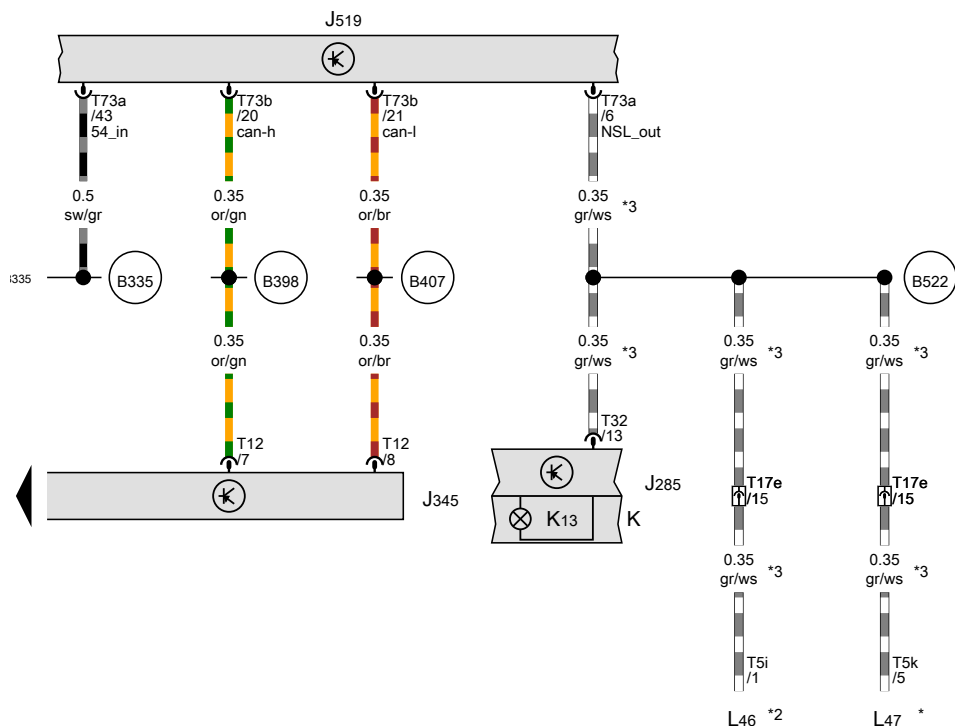 J519
T73a
/43
54_in
T73b
/20
can-h
T73b
/21
can-l
T73a
/6
NSL_out
0.5
sw/gr
0.35
or/gn
0.35
or/br
0.35
gr/ws *3
B335
B398
B407
B522
0.35
or/gn
0.35
or/br
0.35
gr/ws *3
0.35
gr/ws *3
0.35
gr/ws *3
T12
/7
T12
/8
T32
/13
J345
J285
K13
K
T17e
/15
T17e
/15
0.35
gr/ws *3
0.35
gr/ws *3
T5i
/1
T5k
/5
L46 *2
L47 *